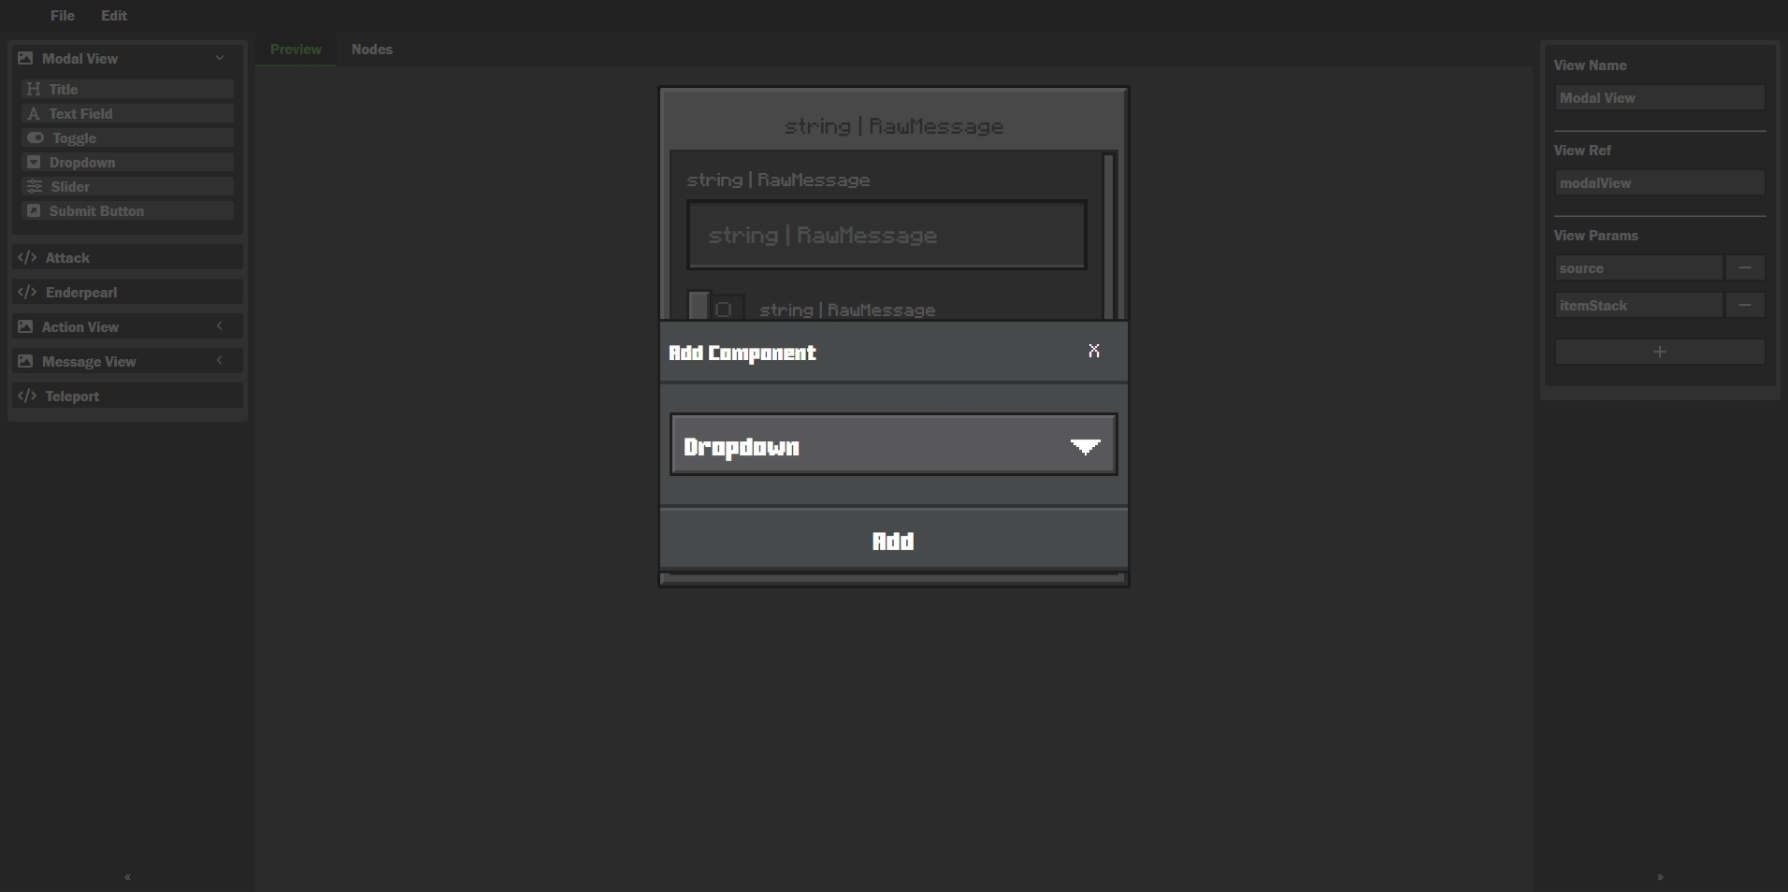 File Edit
Modal View
Title
Text Field
Toggle
Dropdown
Slider
Submit Button
Attack
Enderpearl
Action View
Message View
Teleport
«
Preview Nodes
string | RawMessage
string | RawMessage
string | RawMessage
string | RawMessage
Add Component
X
Dropdown
Add
View Name
Modal View
View Ref
modalView
View Params
source
itemStack
»